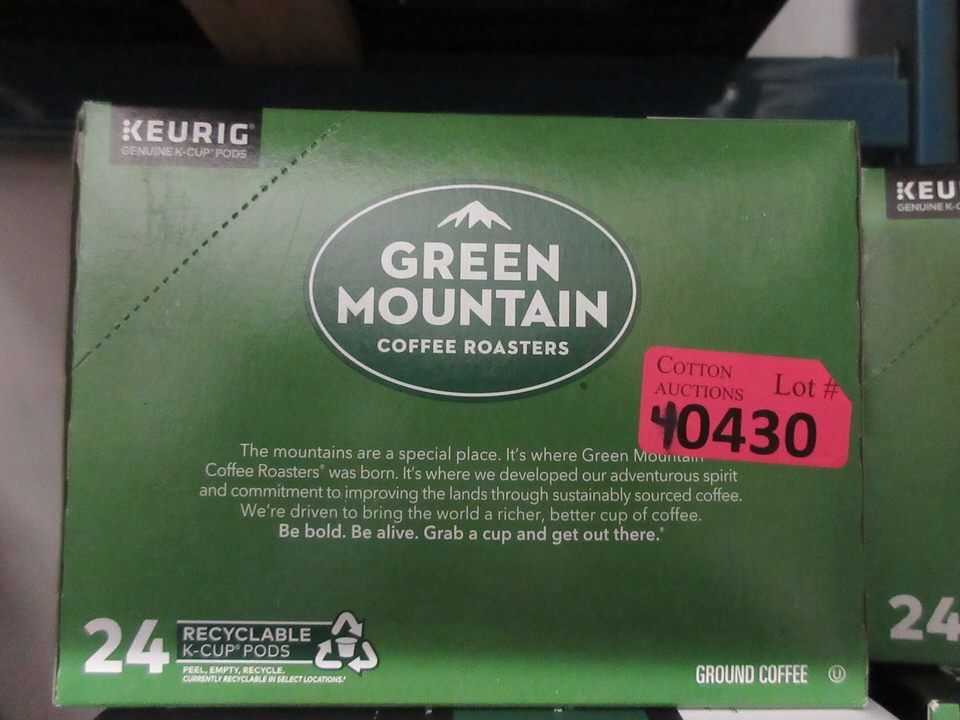 KEURIG®
GENUINE K-CUP® PODS
GREEN
MOUNTAIN
COFFEE ROASTERS®
COTTON
AUCTIONS
Lot #
40430
The mountains are a special place. It's where Green Mountain
Coffee Roasters® was born. It's where we developed our adventurous spirit
and commitment to improving the lands through sustainably sourced coffee.
We're driven to bring the world a richer, better cup of coffee.
Be bold. Be alive. Grab a cup and get out there.®
24
RECYCLABLE
K-CUP® PODS
PEEL, EMPTY, RECYCLE.
CURRENTLY RECYCLABLE IN SELECT LOCATIONS.*
GROUND COFFEE
U
KEU
GENUINE K-C
24